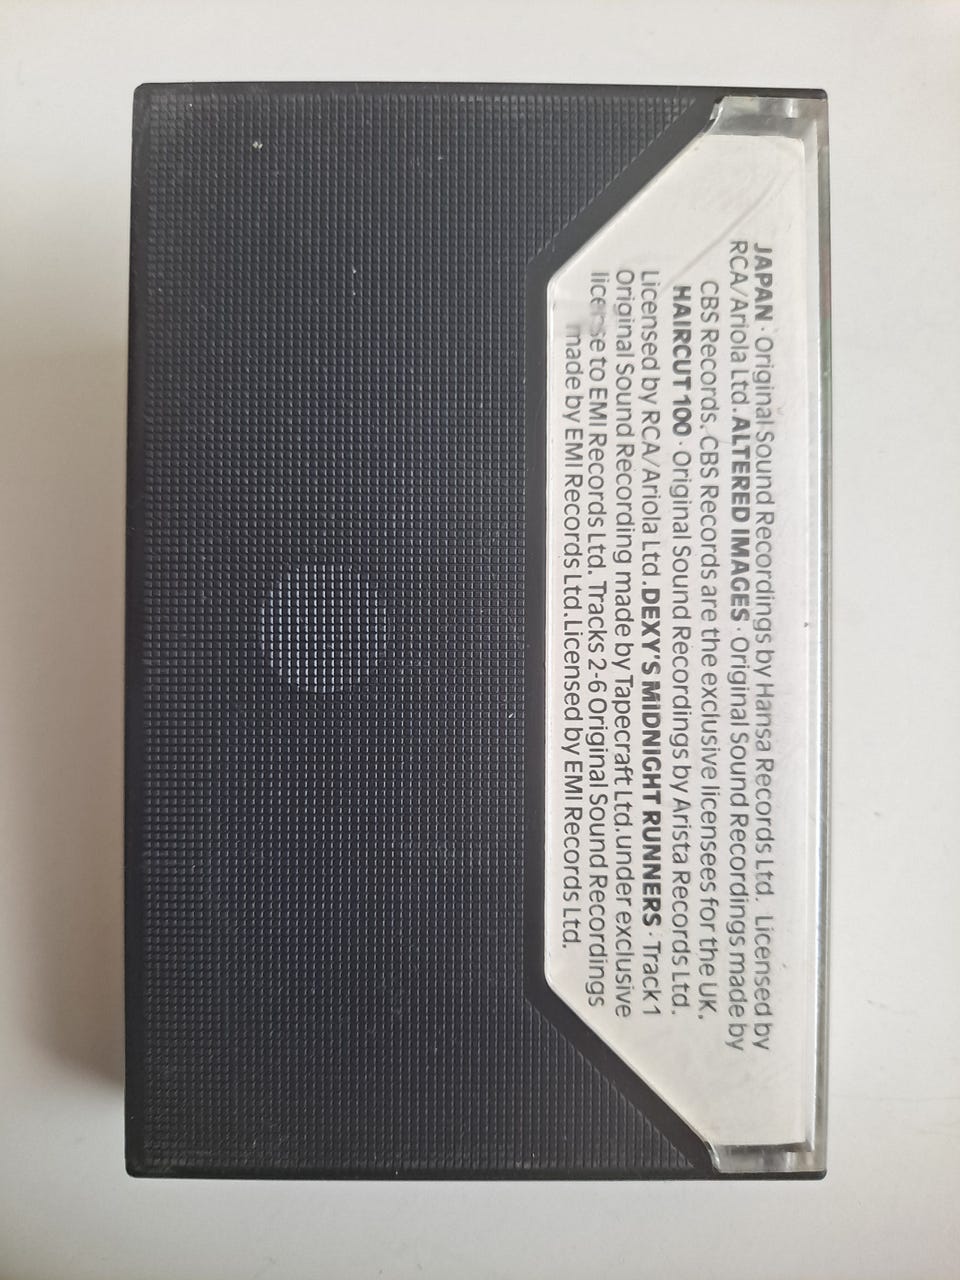 JAPAN · Original Sound Recordings by Hansa Records Ltd. Licensed by
RCA/Ariola Ltd. ALTERED IMAGES · Original Sound Recordings made by
CBS Records. CBS Records are the exclusive licensees for the UK.
HAIRCUT 100 · Original Sound Recordings by Arista Records Ltd.
Licensed by RCA/Ariola Ltd. DEXY'S MIDNIGHT RUNNERS · Track 1
Original Sound Recording made by Tapecraft Ltd. under exclusive
license to EMI Records Ltd. Tracks 2-6 Original Sound Recordings
made by EMI Records Ltd. Licensed by EMI Records Ltd.